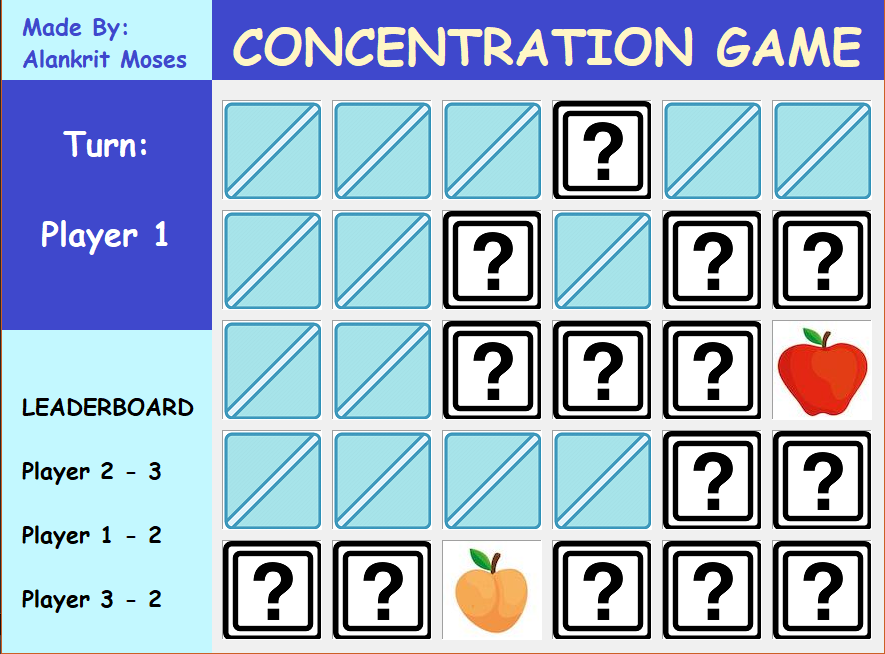 Made By:
Alankrit Moses
CONCENTRATION GAME
Turn:
Player 1
LEADERBOARD
Player 2 - 3
Player 1 - 2
Player 3 - 2
?
? ? ?
? ? ?
? ?
? ? ? ? ?